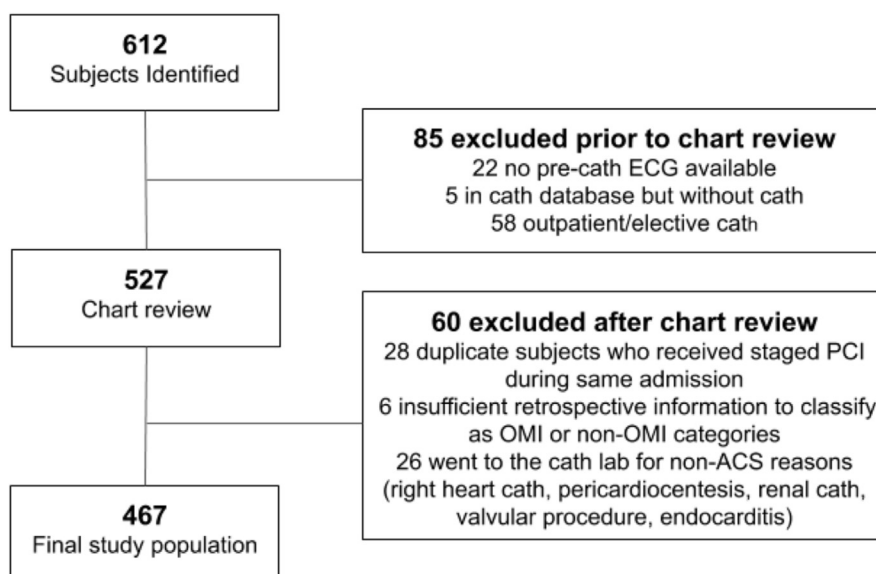 612
Subjects Identified
85 excluded prior to chart review
22 no pre-cath ECG available
5 in cath database but without cath
58 outpatient/elective cath
527
Chart review
60 excluded after chart review
28 duplicate subjects who received staged PCI
during same admission
6 insufficient retrospective information to classify
as OMI or non-OMI categories
26 went to the cath lab for non-ACS reasons
(right heart cath, pericardiocentesis, renal cath,
valvular procedure, endocarditis)
467
Final study population